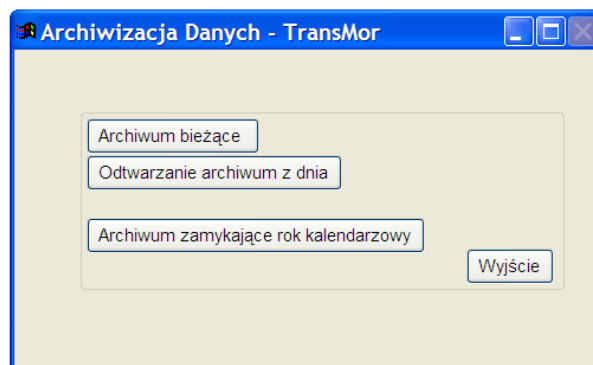 Archiwizacja Danych - TransMor
Archiwum bieżące
Odtwarzanie archiwum z dnia
Archiwum zamykające rok kalendarzowy
Wyjście